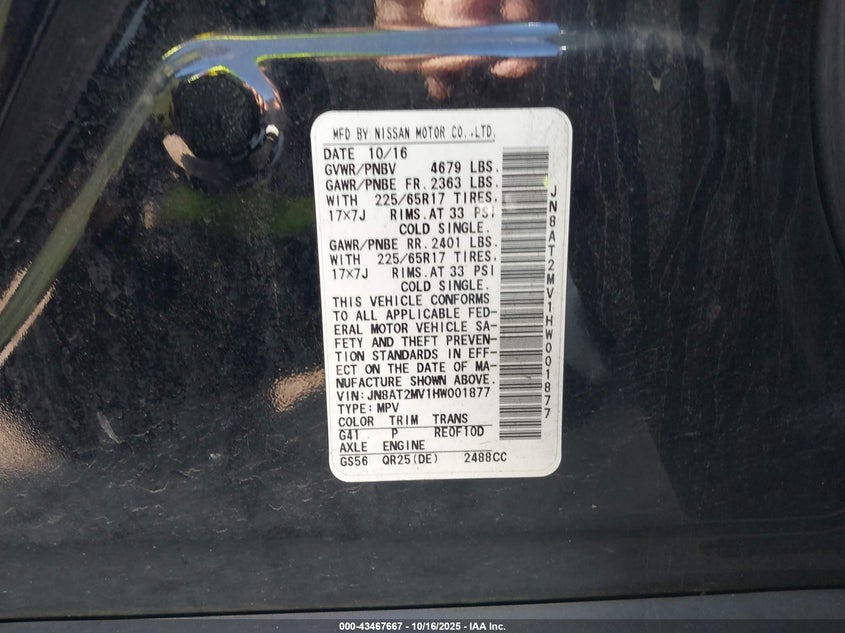 MFD BY NISSAN MOTOR CO.,LTD.
DATE 10/16
GVWR/PNBV 4679 LBS.
GAWR/PNBE FR. 2363 LBS.
WITH 225/65R17 TIRES,
17×7J RIMS.AT 33 PSI
COLD SINGLE.
GAWR/PNBE RR. 2401 LBS.
WITH 225/65R17 TIRES,
17×7J RIMS.AT 33 PSI
COLD SINGLE.
THIS VEHICLE CONFORMS
TO ALL APPLICABLE FED-
ERAL MOTOR VEHICLE SA-
FETY AND THEFT PREVEN-
TION STANDARDS IN EFF-
ECT ON THE DATE OF MA-
NUFACTURE SHOWN ABOVE.
VIN:JN8AT2MV1HW001877
TYPE:MPV
COLOR TRIM TRANS
G41 P RE0F10D
AXLE ENGINE
GS56 QR25(DE) 2488CC
JN8AT2MV1HW001877
000-43467667 - 10/16/2025 - IAA Inc.